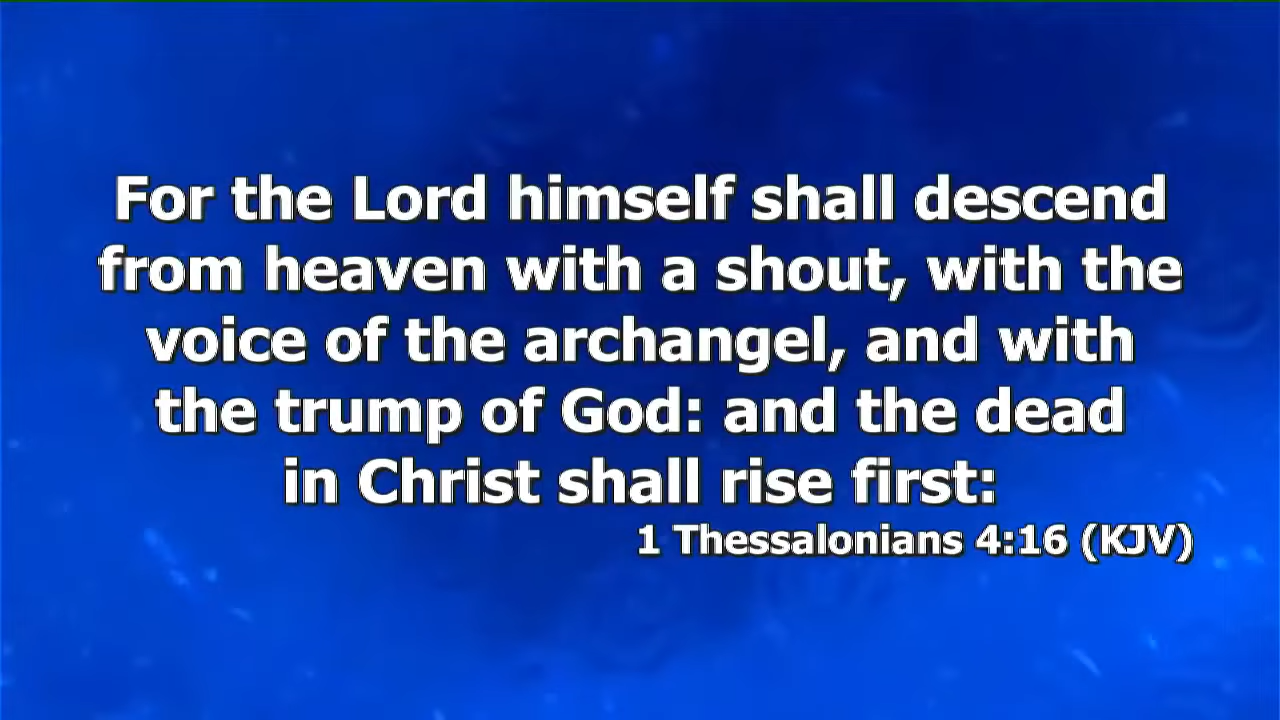 For the Lord himself shall descend
from heaven with a shout, with the
voice of the archangel, and with
the trump of God: and the dead
in Christ shall rise first:
1 Thessalonians 4:16 (KJV)